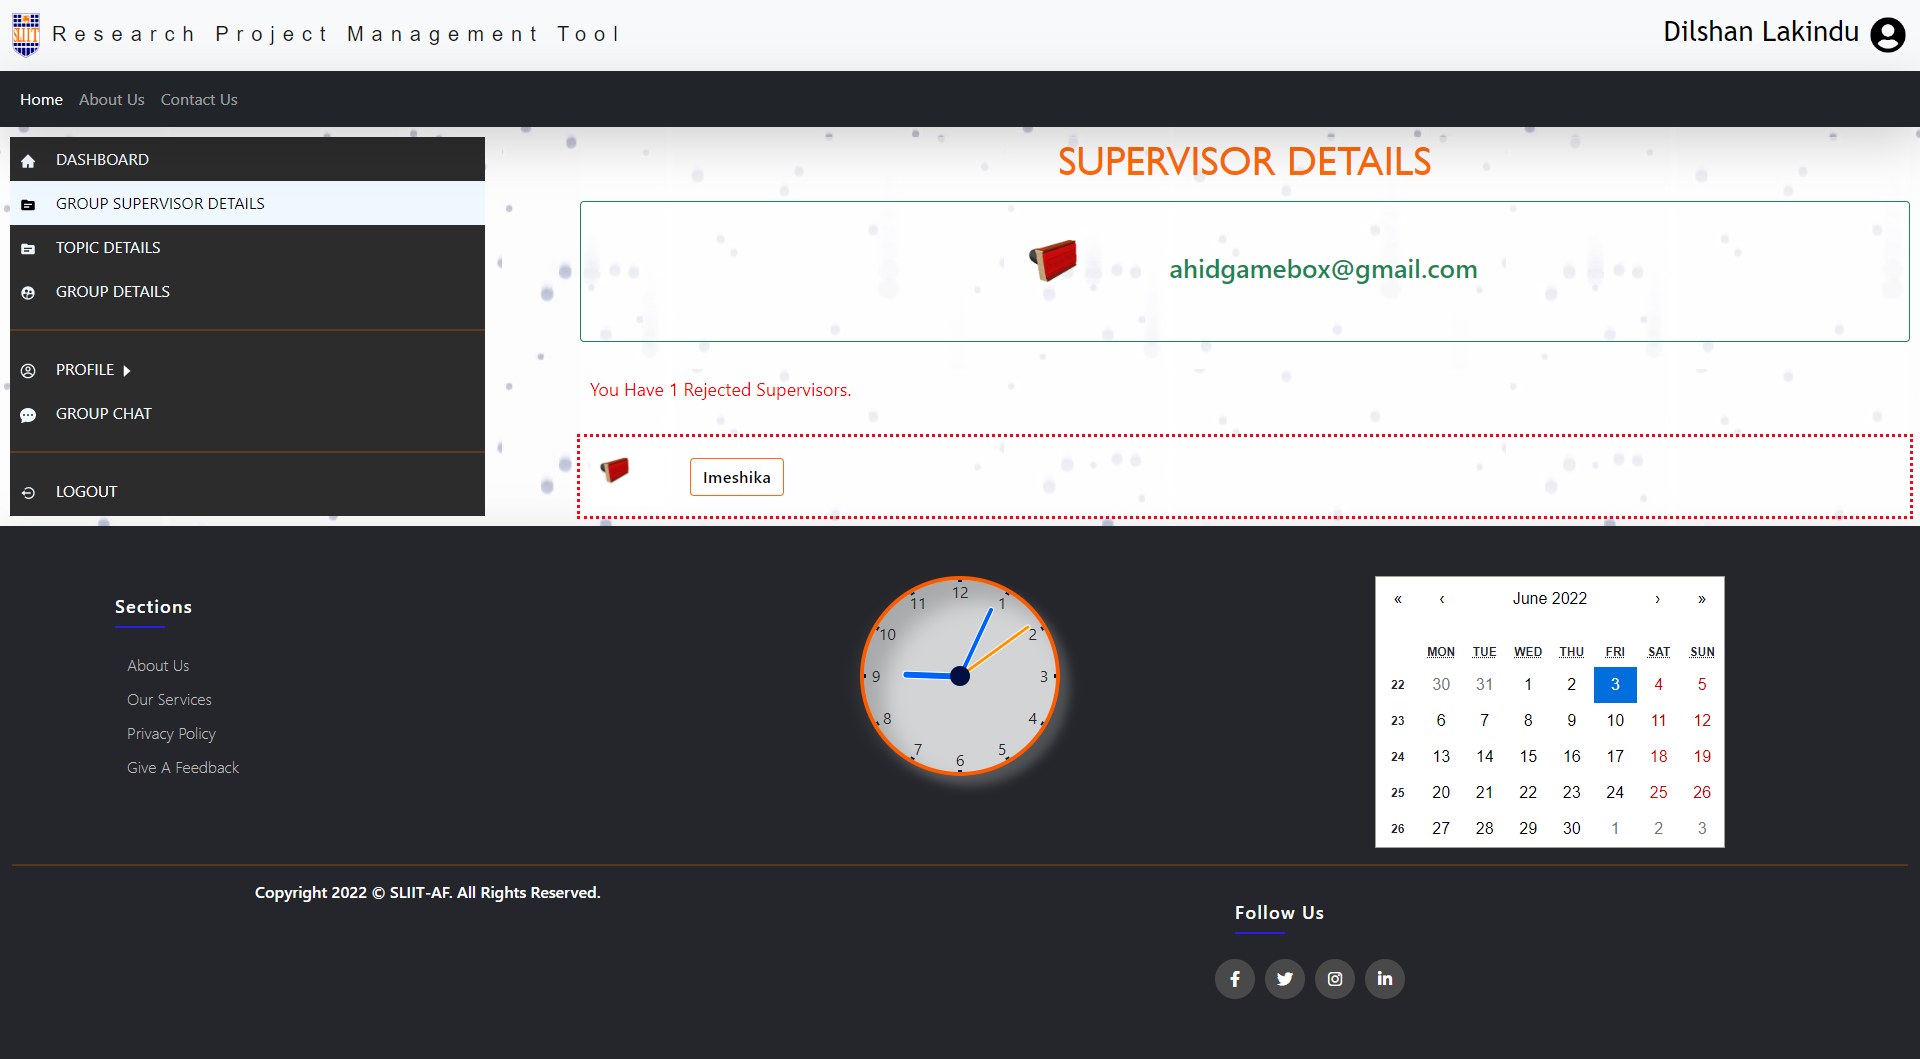 SLIIT
Research Project Management Tool
Dilshan Lakindu
Home About Us Contact Us
DASHBOARD
GROUP SUPERVISOR DETAILS
TOPIC DETAILS
GROUP DETAILS
PROFILE
GROUP CHAT
LOGOUT
SUPERVISOR DETAILS
ahidgamebox@gmail.com
You Have 1 Rejected Supervisors.
Imeshika
Sections
About Us
Our Services
Privacy Policy
Give A Feedback
12
1
2
3
4
5
6
7
8
9
10
11
« ‹ June 2022 › »
MON TUE WED THU FRI SAT SUN
22 30 31 1 2 3 4 5
23 6 7 8 9 10 11 12
24 13 14 15 16 17 18 19
25 20 21 22 23 24 25 26
26 27 28 29 30 1 2 3
Copyright 2022 © SLIIT-AF. All Rights Reserved.
Follow Us